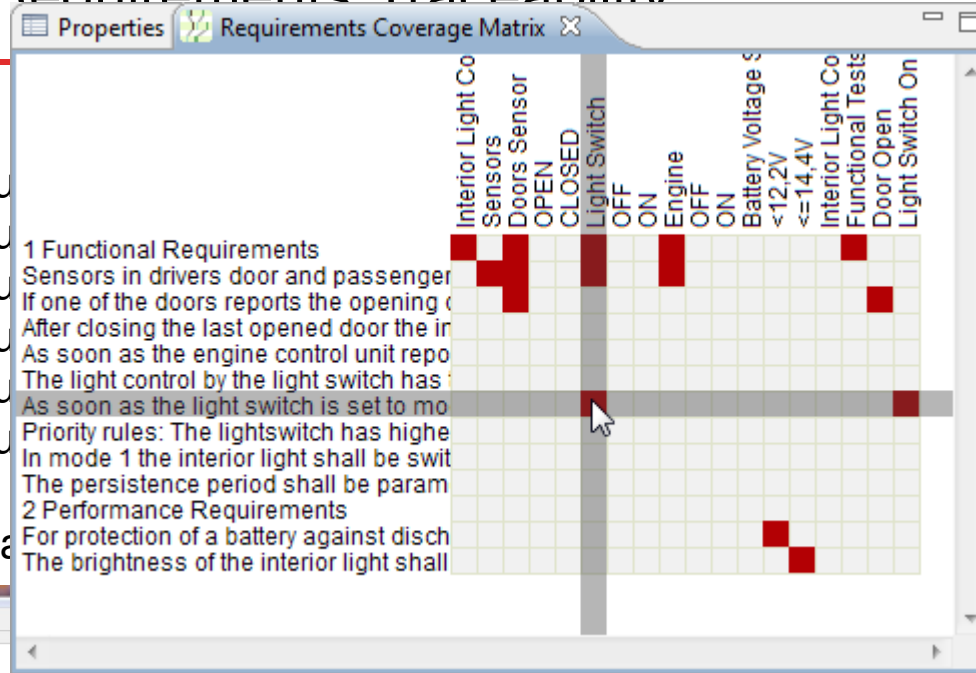 Requirements Traceability
Properties
Requirements Coverage Matrix
Interior Light Co
Sensors
Doors Sensor
OPEN
CLOSED
Light Switch
OFF
ON
Engine
OFF
ON
Battery Voltage S
<12,2V
<=14,4V
Interior Light Co
Functional Tests
Door Open
Light Switch On
1 Functional Requirements
Sensors in drivers door and passenger
If one of the doors reports the opening
After closing the last opened door the in
As soon as the engine control unit repo
The light control by the light switch has
As soon as the light switch is set to mo
Priority rules: The lightswitch has highe
In mode 1 the interior light shall be swit
The persistence period shall be param
2 Performance Requirements
For protection of a battery against disch
The brightness of the interior light shall